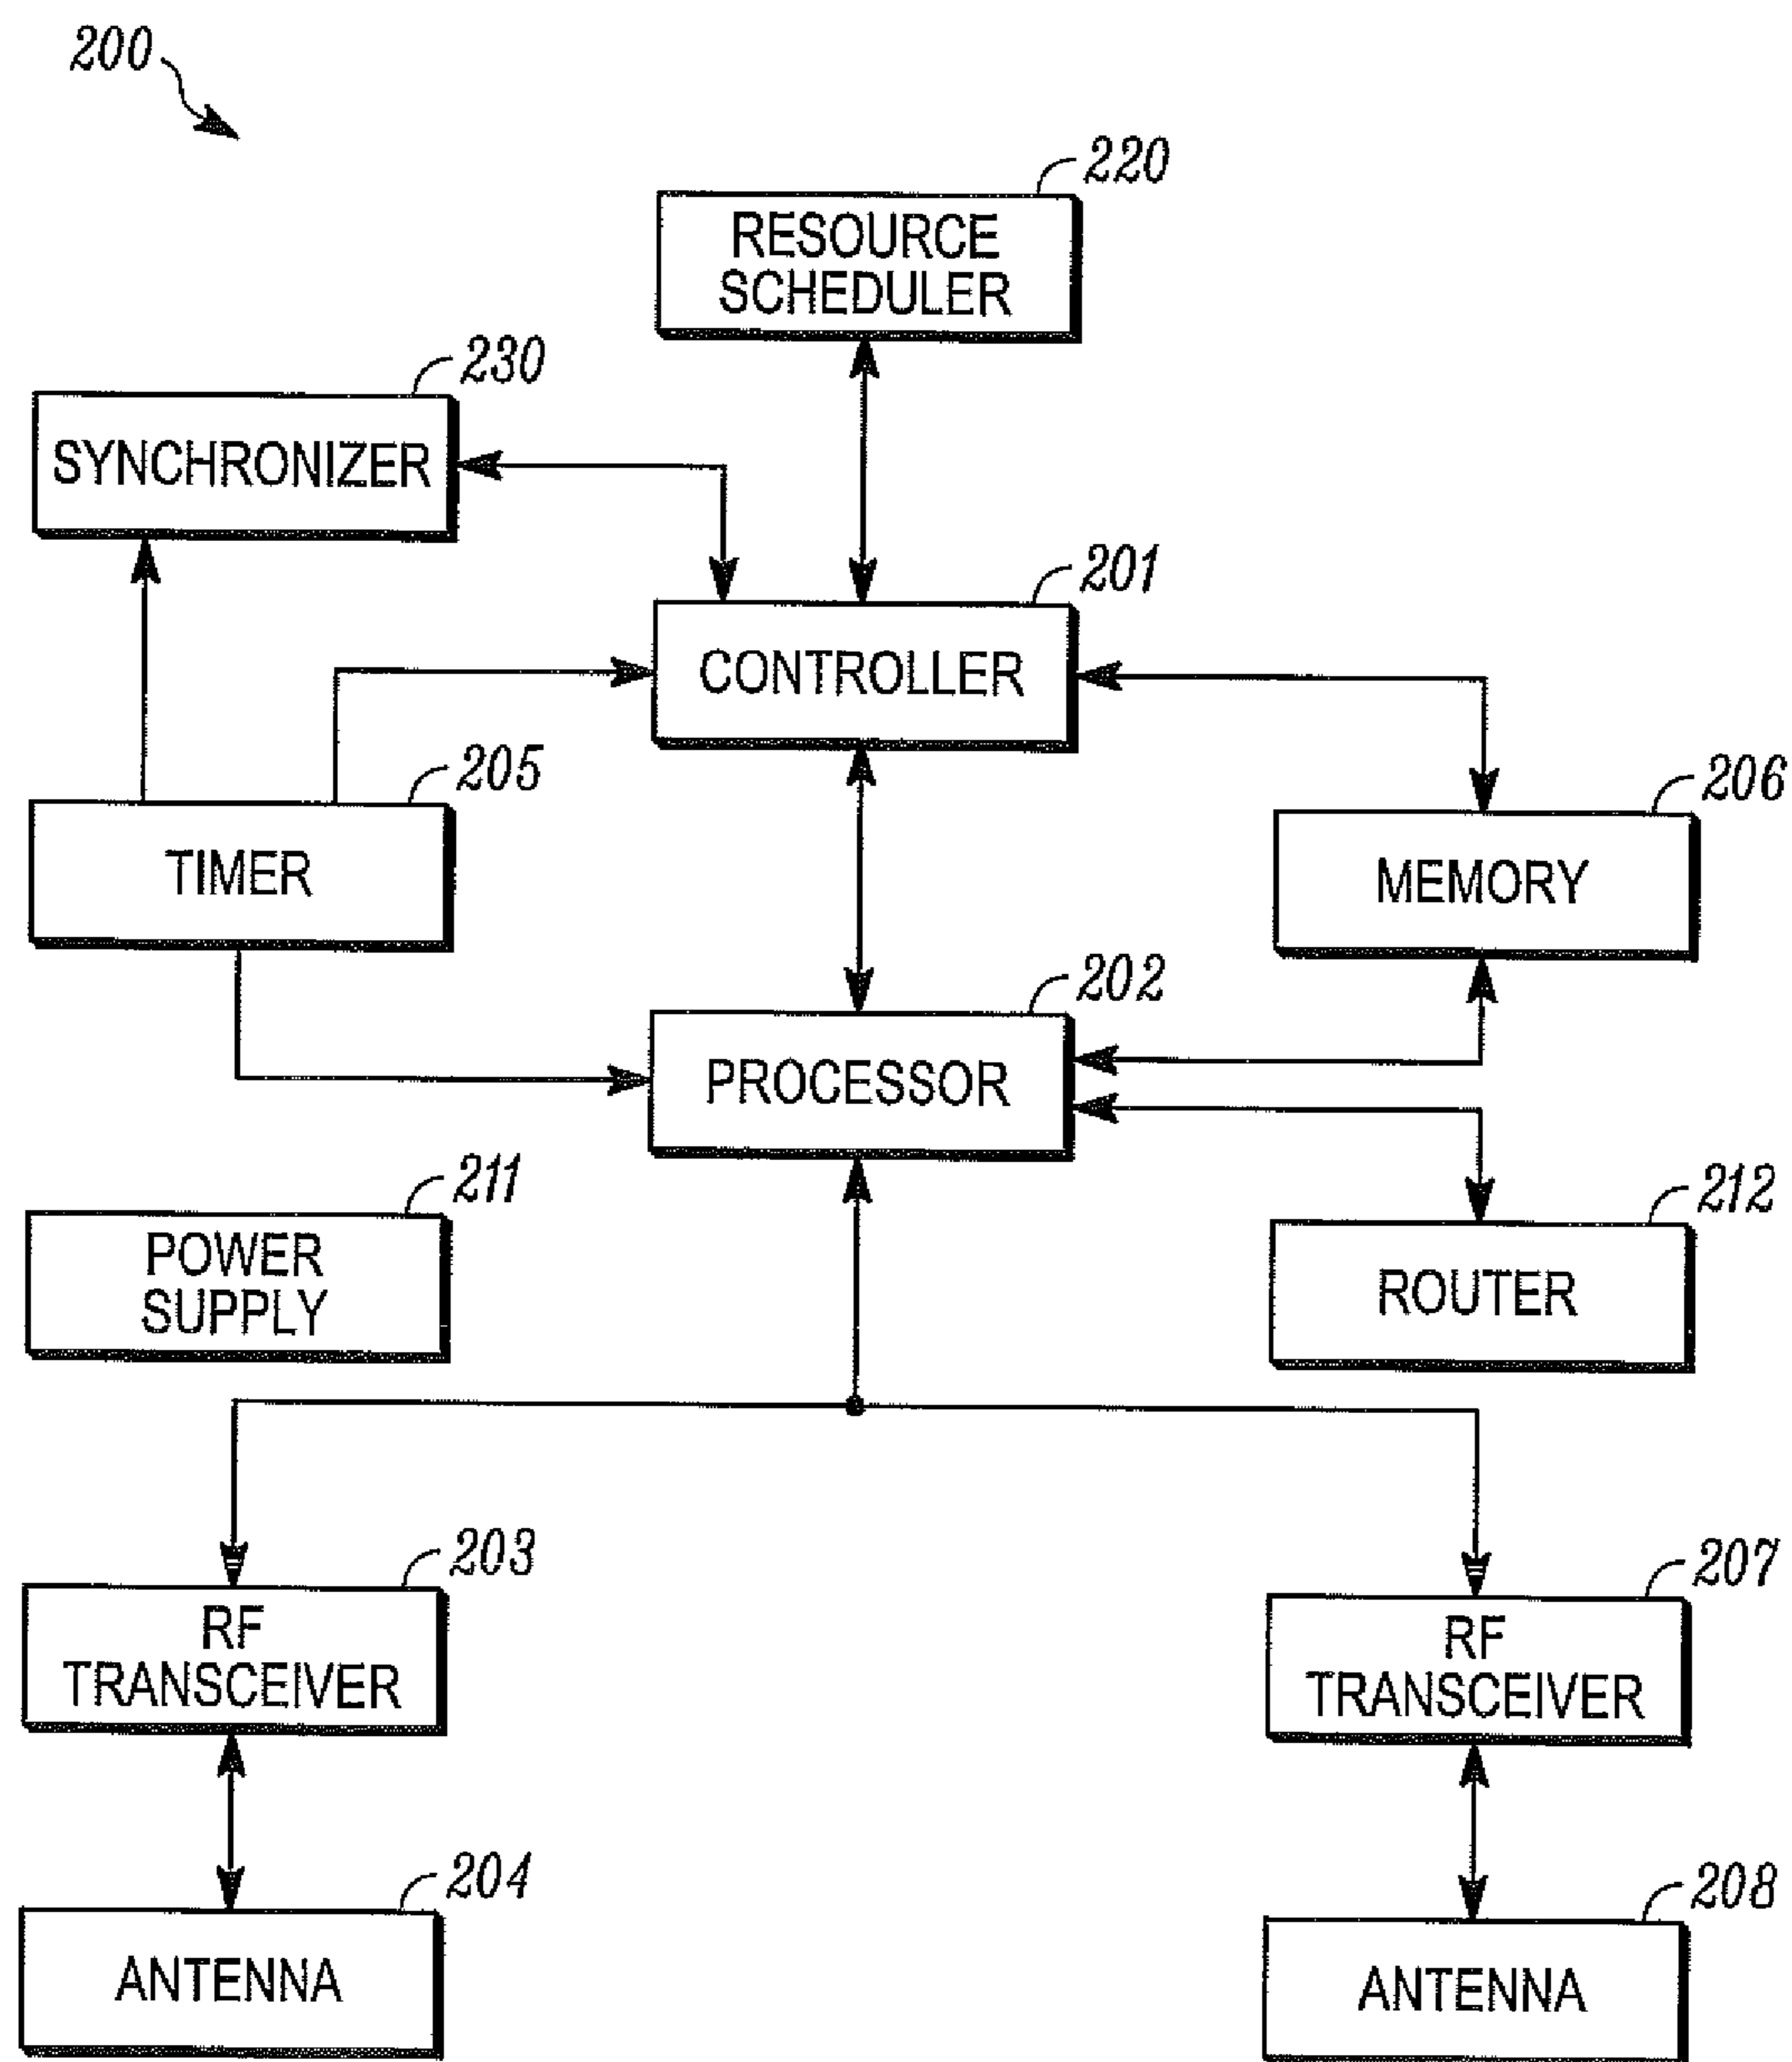 200
220
RESOURCE
SCHEDULER
230
SYNCHRONIZER
201
CONTROLLER
205
TIMER
206
MEMORY
202
PROCESSOR
211
POWER
SUPPLY
212
ROUTER
203
RF
TRANSCEIVER
207
RF
TRANSCEIVER
204
ANTENNA
208
ANTENNA